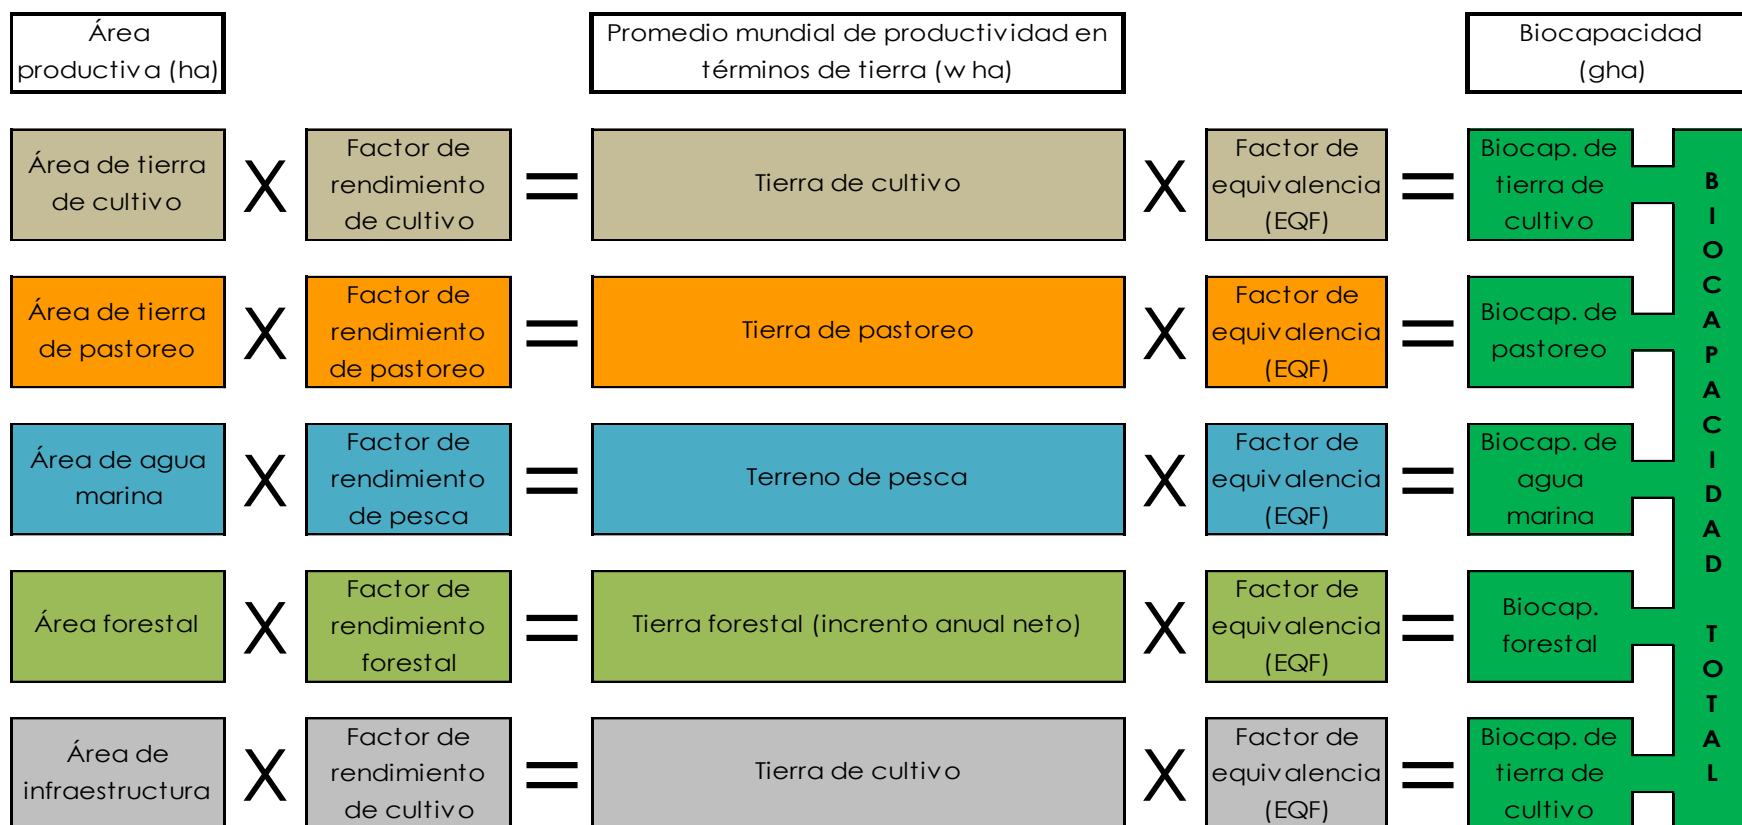 Área
productiva (ha)
Promedio mundial de productividad en
términos de tierra (w ha)
Biocapacidad
(gha)
Área de tierra
de cultivo
X
Factor de
rendimiento
de cultivo
=
Tierra de cultivo
X
Factor de
equivalencia
(EQF)
=
Biocap. de
tierra de
cultivo
Área de tierra
de pastoreo
X
Factor de
rendimiento
de pastoreo
=
Tierra de pastoreo
X
Factor de
equivalencia
(EQF)
=
Biocap. de
pastoreo
Área de agua
marina
X
Factor de
rendimiento
de pesca
=
Terreno de pesca
X
Factor de
equivalencia
(EQF)
=
Biocap. de
agua
marina
Área forestal
X
Factor de
rendimiento
forestal
=
Tierra forestal (incrento anual neto)
X
Factor de
equivalencia
(EQF)
=
Biocap.
forestal
Área de
infraestructura
X
Factor de
rendimiento
de cultivo
=
Tierra de cultivo
X
Factor de
equivalencia
(EQF)
=
Biocap. de
tierra de
cultivo
BIOCAPACIDAD TOTAL